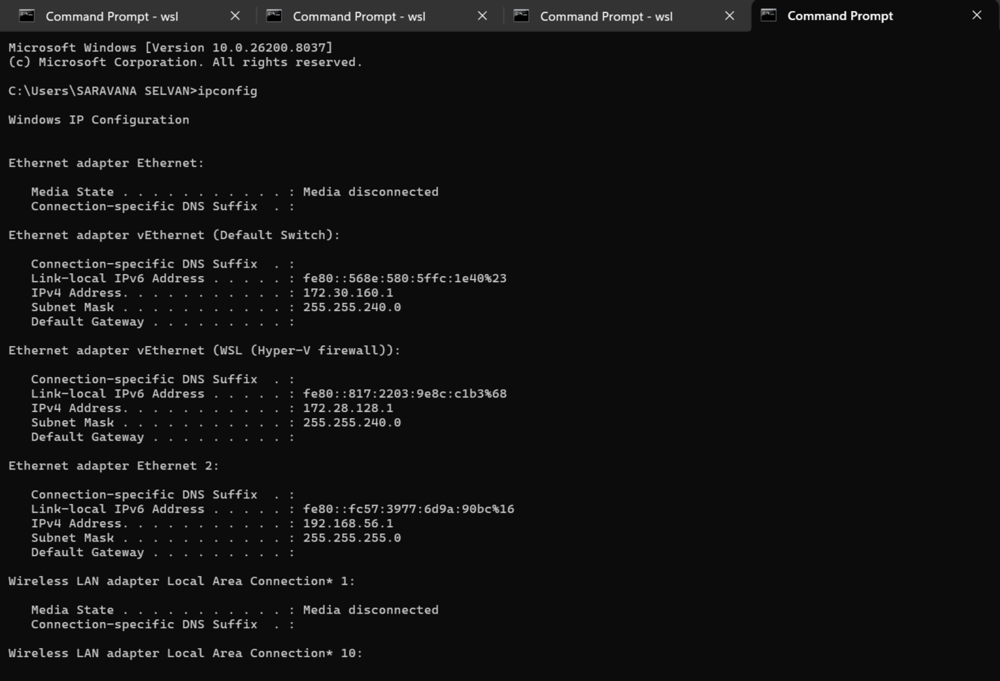 Command Prompt - wsl
Command Prompt - wsl
Command Prompt - wsl
Command Prompt
Microsoft Windows [Version 10.0.26200.8037]
(c) Microsoft Corporation. All rights reserved.
C:\Users\SARAVANA SELVAN>ipconfig
Windows IP Configuration
Ethernet adapter Ethernet:
Media State . . . . . . . . . . . : Media disconnected
Connection-specific DNS Suffix  . :
Ethernet adapter vEthernet (Default Switch):
Connection-specific DNS Suffix  . :
Link-local IPv6 Address . . . . . : fe80::568e:580:5ffc:1e40%23
IPv4 Address. . . . . . . . . . . : 172.30.160.1
Subnet Mask . . . . . . . . . . . : 255.255.240.0
Default Gateway . . . . . . . . . :
Ethernet adapter vEthernet (WSL (Hyper-V firewall)):
Connection-specific DNS Suffix  . :
Link-local IPv6 Address . . . . . : fe80::817:2203:9e8c:c1b3%68
IPv4 Address. . . . . . . . . . . : 172.28.128.1
Subnet Mask . . . . . . . . . . . : 255.255.240.0
Default Gateway . . . . . . . . . :
Ethernet adapter Ethernet 2:
Connection-specific DNS Suffix  . :
Link-local IPv6 Address . . . . . : fe80::fc57:3977:6d9a:90bc%16
IPv4 Address. . . . . . . . . . . : 192.168.56.1
Subnet Mask . . . . . . . . . . . : 255.255.255.0
Default Gateway . . . . . . . . . :
Wireless LAN adapter Local Area Connection* 1:
Media State . . . . . . . . . . . : Media disconnected
Connection-specific DNS Suffix  . :
Wireless LAN adapter Local Area Connection* 10: